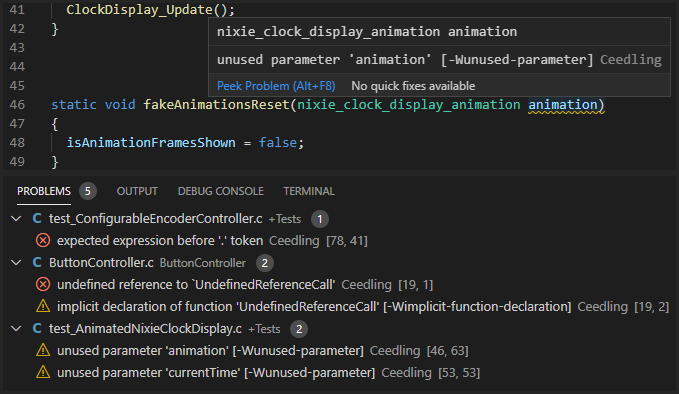 41 ClockDisplay_Update();
42 }
nixie_clock_display_animation animation
43
unused parameter 'animation' [-Wunused-parameter] Ceedling
44
Peek Problem (Alt+F8) No quick fixes available
45
46 static void fakeAnimationsReset(nixie_clock_display_animation animation)
47 {
48 isAnimationFramesShown = false;
49 }
PROBLEMS 5 OUTPUT DEBUG CONSOLE TERMINAL
C test_ConfigurableEncoderController.c +Tests 1
expected expression before '.' token Ceedling [78, 41]
C ButtonController.c ButtonController 2
undefined reference to `UndefinedReferenceCall' Ceedling [19, 1]
implicit declaration of function 'UndefinedReferenceCall' [-Wimplicit-function-declaration] Ceedling [19, 2]
C test_AnimatedNixieClockDisplay.c +Tests 2
unused parameter 'animation' [-Wunused-parameter] Ceedling [46, 63]
unused parameter 'currentTime' [-Wunused-parameter] Ceedling [53, 53]